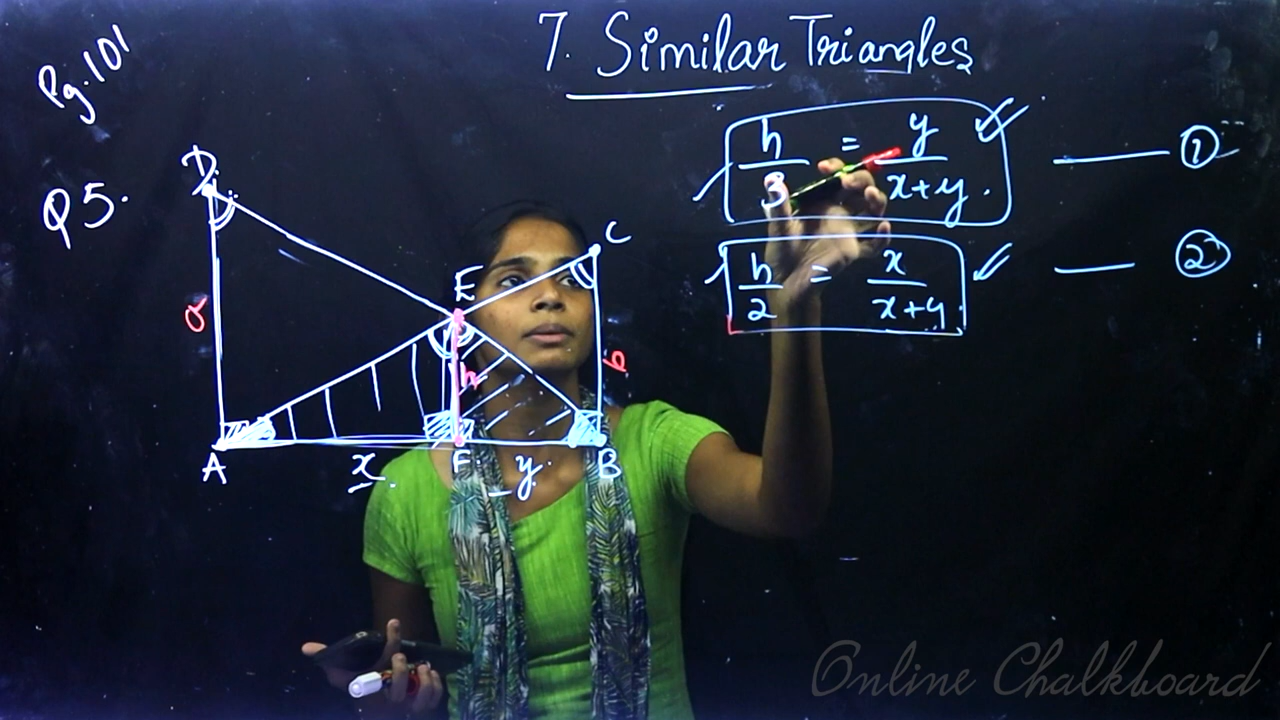 Pg.101
7. Similar Triangles
Q5.
h/3 = y/(x+y). ——— ①
h/2 = x/(x+y) —— ②
D
C
E
a
h
b
A x F y B
Online Chalkboard